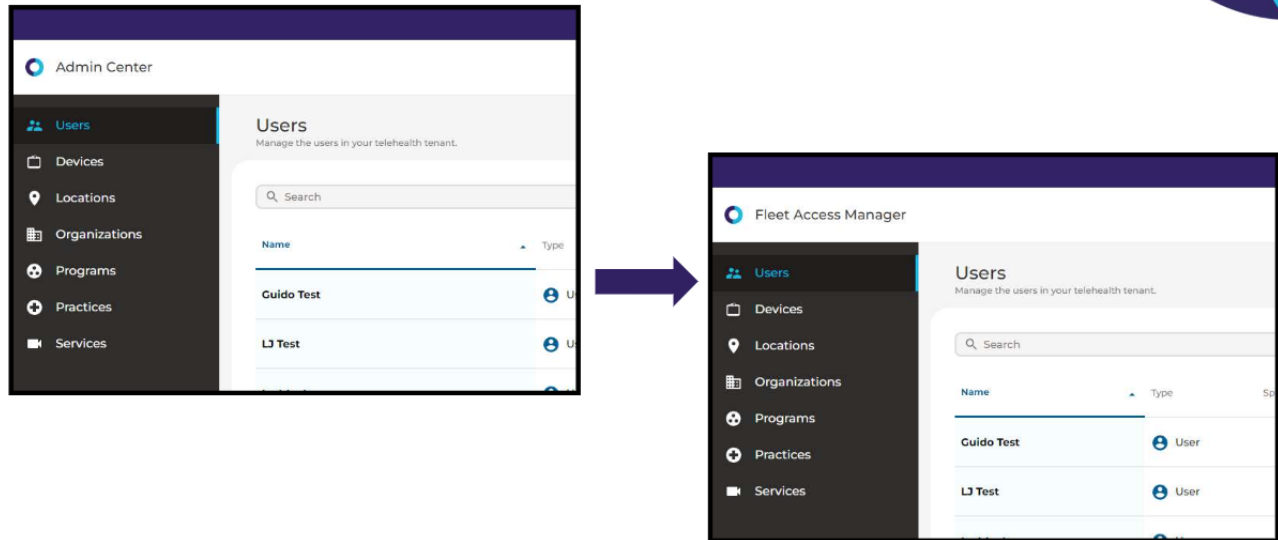 Admin Center
Users
Devices
Locations
Organizations
Programs
Practices
Services
Users
Manage the users in your telehealth tenant.
Search
Name Type
Guido Test
LJ Test
Fleet Access Manager
Users
Devices
Locations
Organizations
Programs
Practices
Services
Users
Manage the users in your telehealth tenant.
Search
Name Type Sp
Guido Test User
LJ Test User